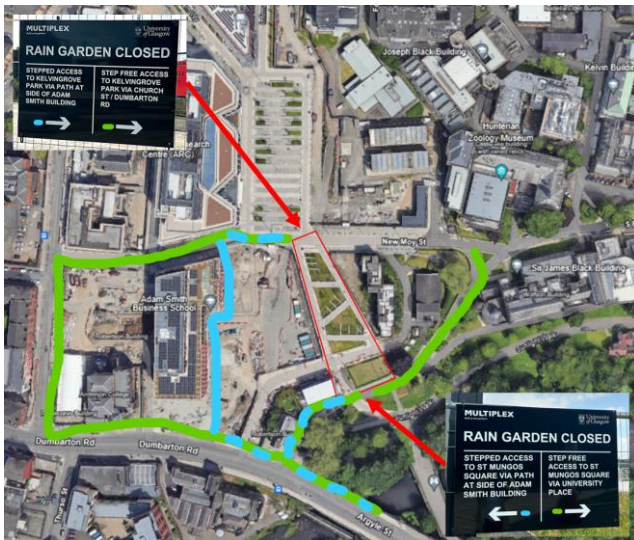 MULTIPLEX
University
of Glasgow
RAIN GARDEN CLOSED
STEPPED ACCESS
TO KELVINGROVE
PARK VIA PATH AT
SIDE OF ADAM
SMITH BUILDING
STEP FREE ACCESS
TO KELVINGROVE
PARK VIA CHURCH
ST / DUMBARTON
RD
Joseph Black Building
Kelvin Building
Hunterian
Zoology Museum
Centre (ARC)
New Moy St
Sir James Black Building
Adam Smith
Business School
Anderson College
Dumbarton Rd
Dumbarton Rd
Thurso St
Argyle St
MULTIPLEX
University
of Glasgow
RAIN GARDEN CLOSED
STEPPED ACCESS
TO ST MUNGOS
SQUARE VIA PATH
AT SIDE OF ADAM
SMITH BUILDING
STEP FREE
ACCESS TO ST
MUNGOS SQUARE
VIA UNIVERSITY
PLACE